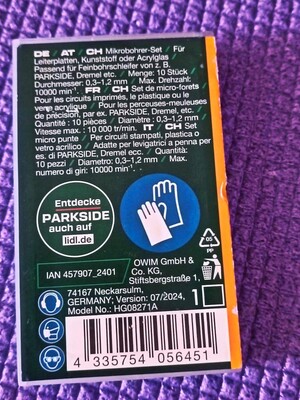 DE / AT / CH Mikrobohrer-Set / Für
Leiterplatten, Kunststoff oder Acrylglas
Passend für Feinbohrschleifer von z. B.
PARKSIDE, Dremel etc. / Menge: 10 Stück /
Durchmesser: 0,3–1,2 mm / Max. Drehzahl:
10000 min⁻¹. FR / CH Set de micro-forets
Pour les circuits imprimés, le plastique ou le
verre acrylique / Pour les perceuses-meuleuses
de précision, par ex. PARKSIDE, Dremel etc. /
Quantité : 10 pièces / Diamètre : 0,3–1,2 mm /
Vitesse max. : 10 000 tr/min. IT / CH Set
micro punte / Per circuiti stampati, plastica o
vetro acrilico / Adatte per levigatrici a penna per
es. di PARKSIDE, Dremel ecc. / Quantità:
10 pezzi / Diametro: 0,3–1,2 mm / Max.
numero di giri: 10000 min⁻¹.
Entdecke
PARKSIDE
auch auf
lidl.de
05
PP
IAN 457907_2401
OWIM GmbH &
Co. KG,
Stiftsbergstraße 1,
74167 Neckarsulm,
GERMANY; Version: 07/2024,
Model No.: HG08271A
1
4 335754 056451